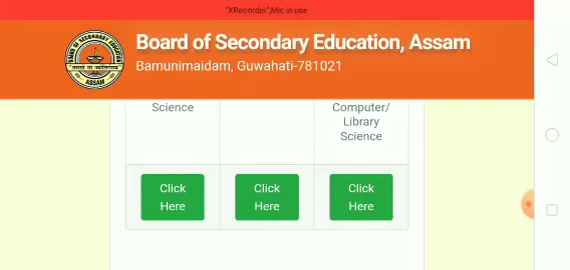 "XRecorder",Mic in use
Board of Secondary Education, Assam
Bamunimaidam, Guwahati-781021
Science
Computer/
Library
Science
Click
Here
Click
Here
Click
Here